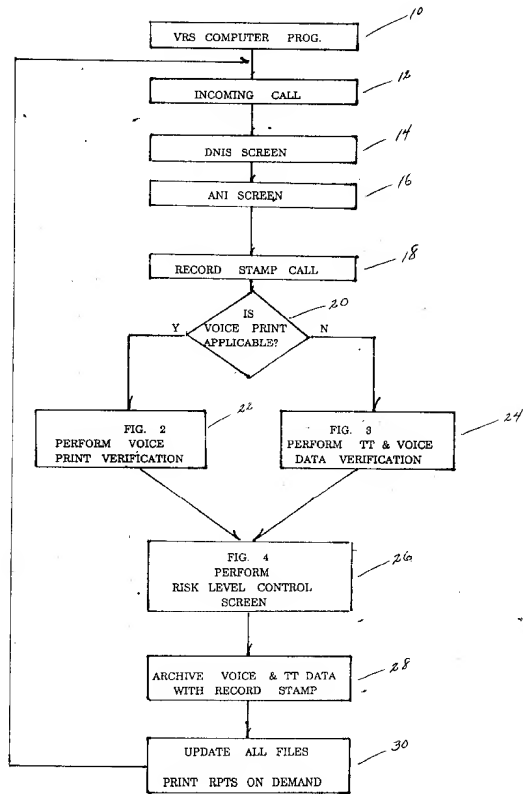 VRS COMPUTER PROG.
10
INCOMING CALL
12
DNIS SCREEN
14
ANI SCREEN
16
RECORD STAMP CALL
18
IS
VOICE PRINT
APPLICABLE?
20
Y
N
FIG. 2
PERFORM VOICE
PRINT VERIFICATION
22
FIG. 3
PERFORM TT & VOICE
DATA VERIFICATION
24
FIG. 4
PERFORM
RISK LEVEL CONTROL
SCREEN
26
ARCHIVE VOICE & TT DATA
WITH RECORD STAMP
28
UPDATE ALL FILES
PRINT RPTS ON DEMAND
30